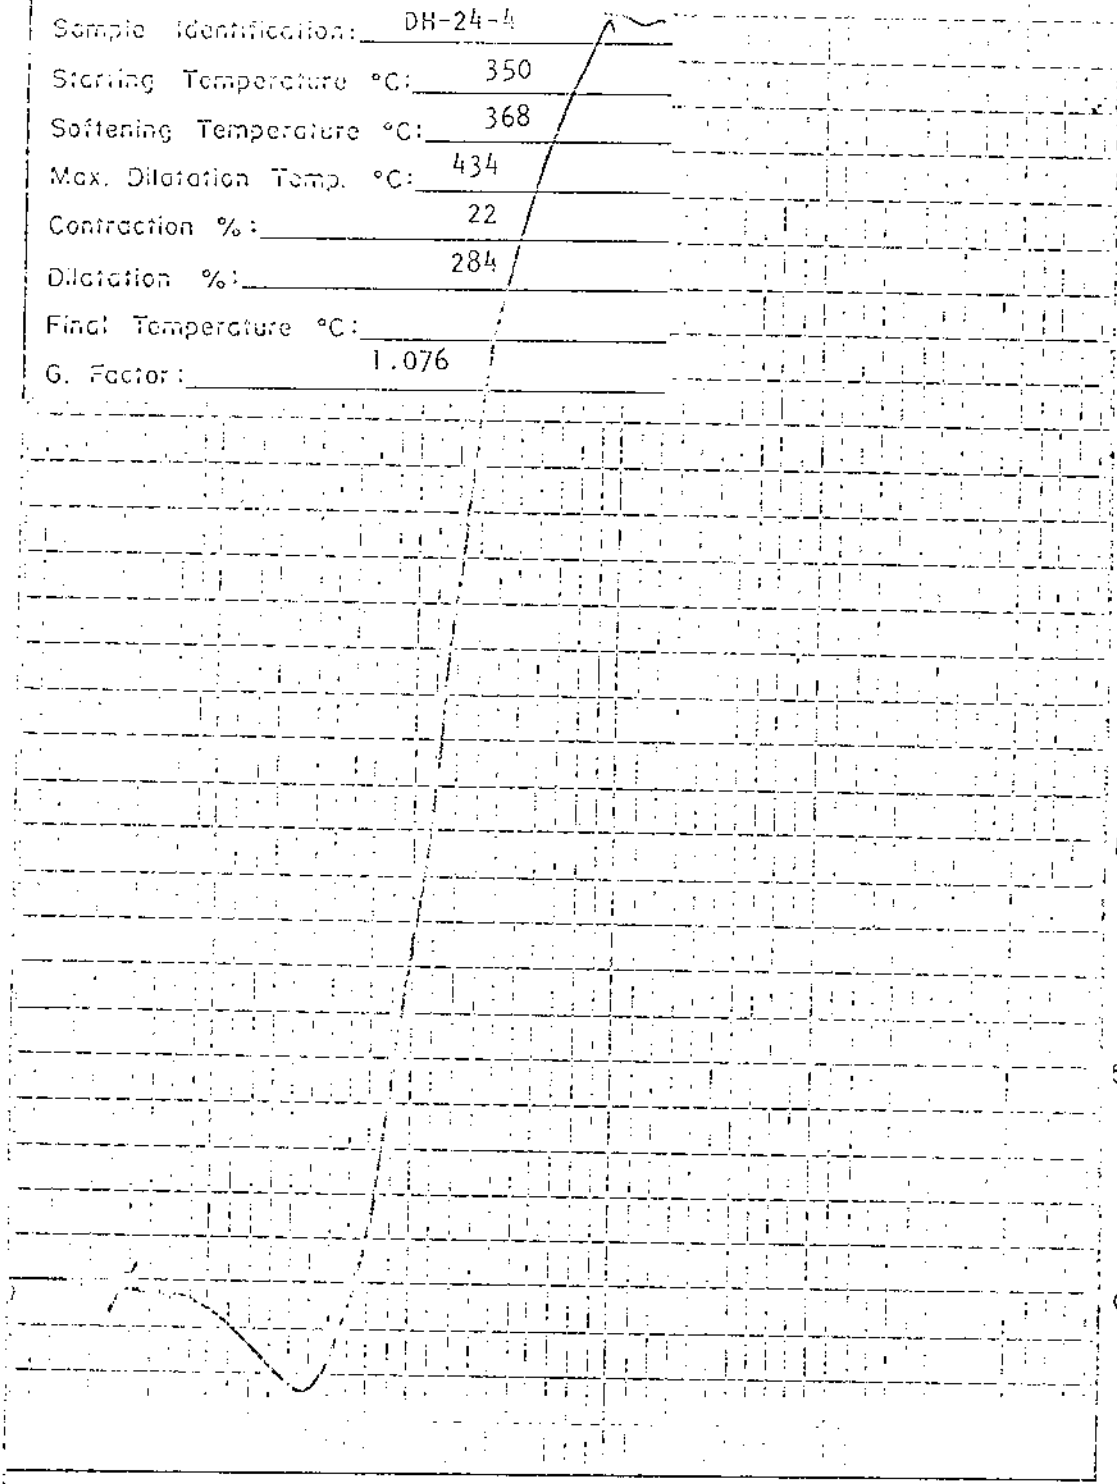 Sample Identification: DH-24-4
Starting Temperature °C: 350
Softening Temperature °C: 368
Max. Dilatation Temp. °C: 434
Contraction %: 22
Dilatation %: 284
Final Temperature °C:
G. Factor: 1.076